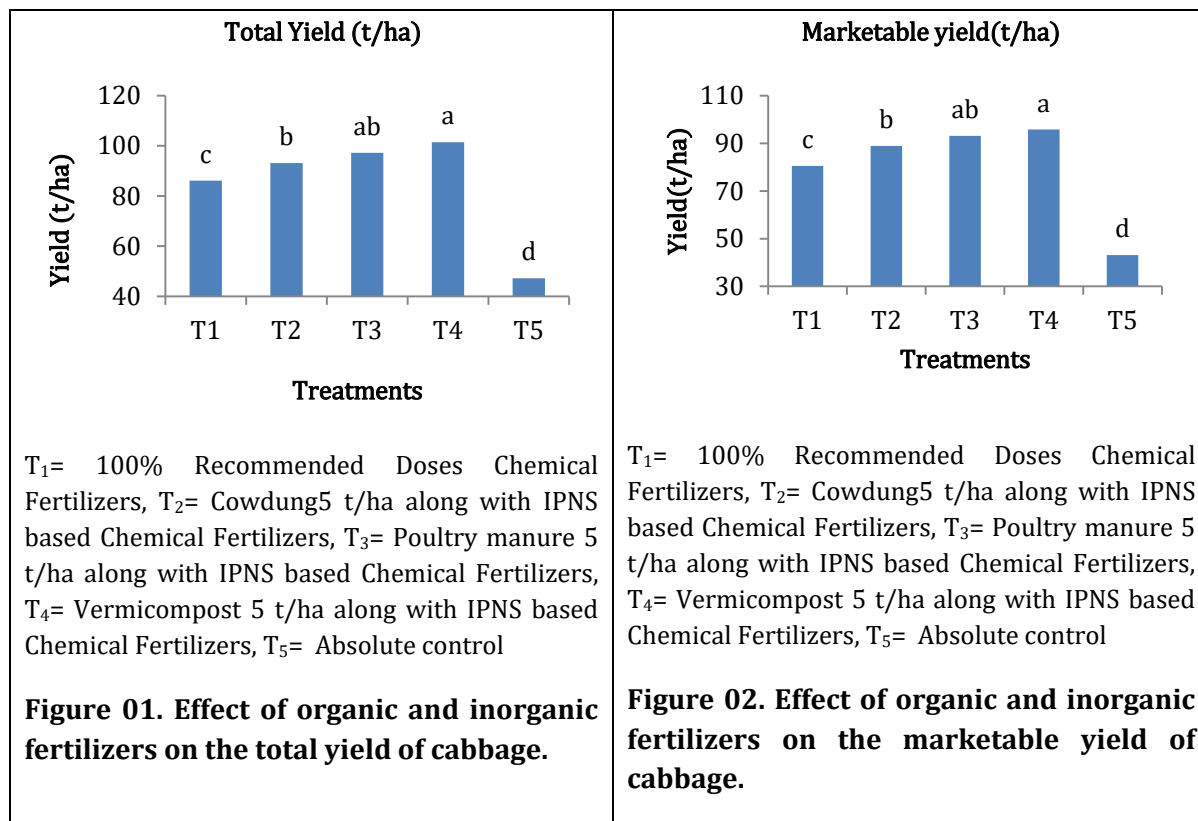 Total Yield (t/ha)
120
100
80
60
40
Yield (t/ha)
c
b
ab
a
d
T1 T2 T3 T4 T5
Treatments
T₁= 100% Recommended Doses Chemical
Fertilizers, T₂= Cowdung5 t/ha along with IPNS
based Chemical Fertilizers, T₃= Poultry manure 5
t/ha along with IPNS based Chemical Fertilizers,
T₄= Vermicompost 5 t/ha along with IPNS based
Chemical Fertilizers, T₅= Absolute control
Figure 01. Effect of organic and inorganic
fertilizers on the total yield of cabbage.
Marketable yield(t/ha)
110
90
70
50
30
Yield(t/ha)
c
b
ab
a
d
T1 T2 T3 T4 T5
Treatments
T₁= 100% Recommended Doses Chemical
Fertilizers, T₂= Cowdung5 t/ha along with IPNS
based Chemical Fertilizers, T₃= Poultry manure 5
t/ha along with IPNS based Chemical Fertilizers,
T₄= Vermicompost 5 t/ha along with IPNS based
Chemical Fertilizers, T₅= Absolute control
Figure 02. Effect of organic and inorganic
fertilizers on the marketable yield of
cabbage.